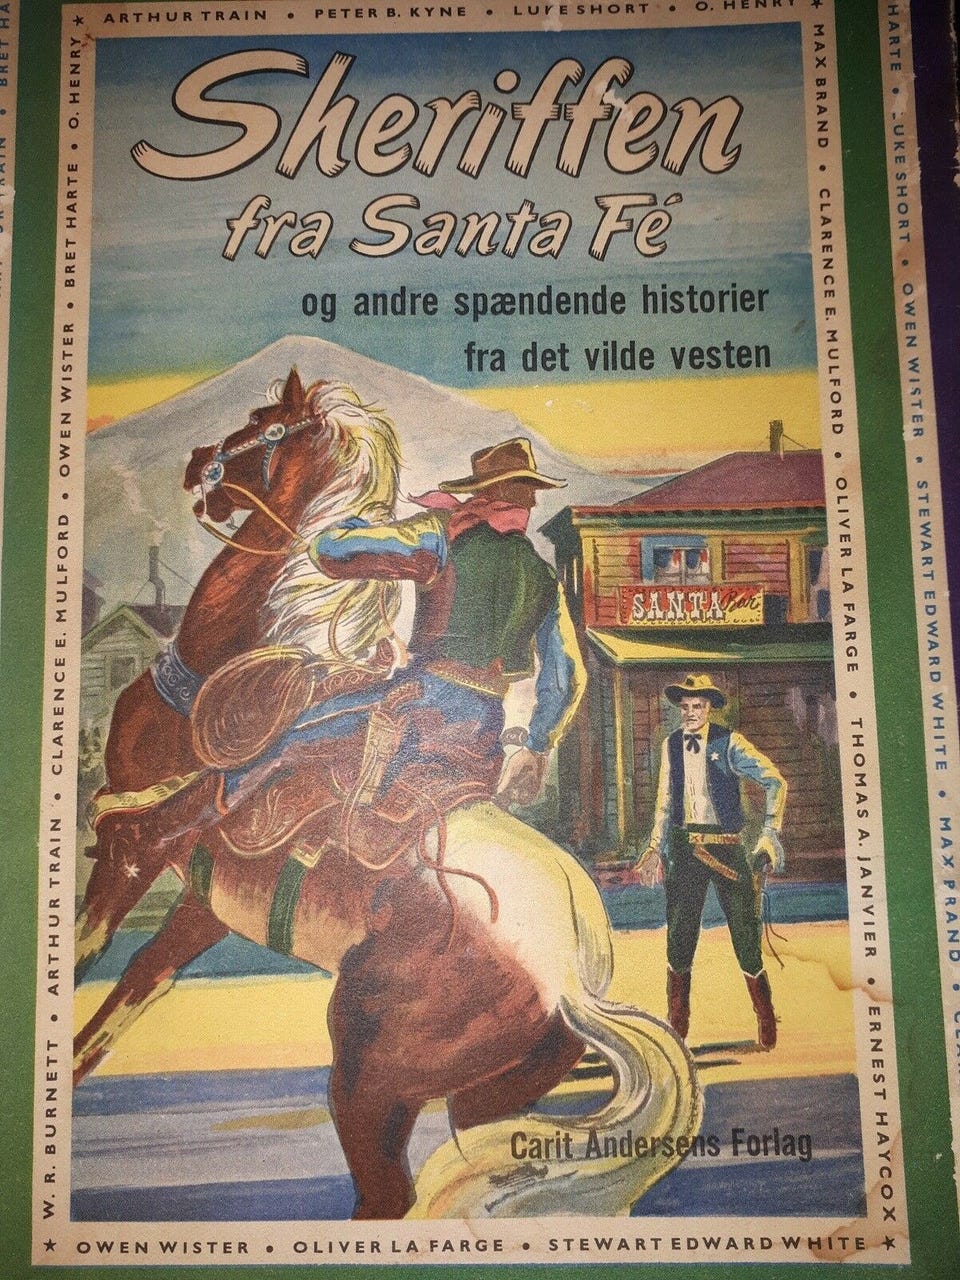 ARTHUR TRAIN • PETER B. KYNE • LUKE SHORT • O. HENRY
Sheriffen
fra Santa Fé
og andre spændende historier
fra det vilde vesten
SANTA Bar
Carit Andersens Forlag
W. R. BURNETT • ARTHUR TRAIN • CLARENCE E. MULFORD • OWEN WISTER • BRET HARTE • O. HENRY
MAX BRAND • CLARENCE E. MULFORD • OLIVER LA FARGE • THOMAS A. JANVIER • ERNEST HAYCOX
OWEN WISTER • OLIVER LA FARGE • STEWART EDWARD WHITE
HARTE • LUKE SHORT • OWEN WISTER • STEWART EDWARD WHITE • MAX BRAND •
TRAIN • BRET